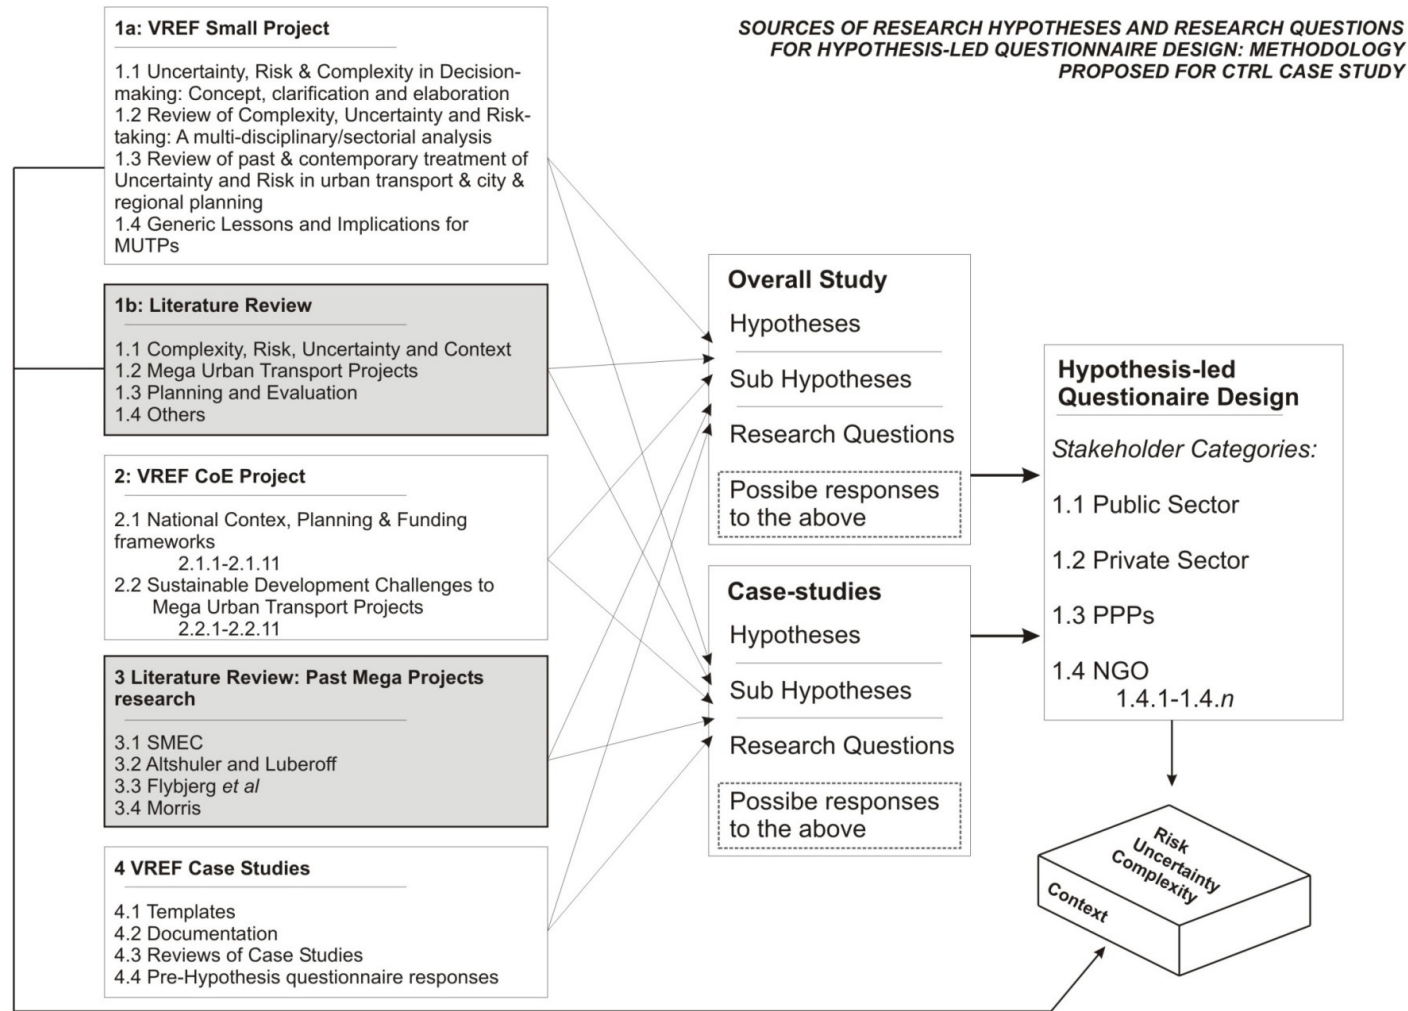 SOURCES OF RESEARCH HYPOTHESES AND RESEARCH QUESTIONS
FOR HYPOTHESIS-LED QUESTIONNAIRE DESIGN: METHODOLOGY
PROPOSED FOR CTRL CASE STUDY
1a: VREF Small Project
1.1 Uncertainty, Risk & Complexity in Decision-
making: Concept, clarification and elaboration
1.2 Review of Complexity, Uncertainty and Risk-
taking: A multi-disciplinary/sectorial analysis
1.3 Review of past & contemporary treatment of
Uncertainty and Risk in urban transport & city &
regional planning
1.4 Generic Lessons and Implications for
MUTPs
1b: Literature Review
1.1 Complexity, Risk, Uncertainty and Context
1.2 Mega Urban Transport Projects
1.3 Planning and Evaluation
1.4 Others
2: VREF CoE Project
2.1 National Contex, Planning & Funding
frameworks
2.1.1-2.1.11
2.2 Sustainable Development Challenges to
Mega Urban Transport Projects
2.2.1-2.2.11
3 Literature Review: Past Mega Projects
research
3.1 SMEC
3.2 Altshuler and Luberoff
3.3 Flybjerg et al
3.4 Morris
4 VREF Case Studies
4.1 Templates
4.2 Documentation
4.3 Reviews of Case Studies
4.4 Pre-Hypothesis questionnaire responses
Overall Study
Hypotheses
Sub Hypotheses
Research Questions
Possibe responses
to the above
Case-studies
Hypotheses
Sub Hypotheses
Research Questions
Possibe responses
to the above
Hypothesis-led
Questionaire Design
Stakeholder Categories:
1.1 Public Sector
1.2 Private Sector
1.3 PPPs
1.4 NGO
1.4.1-1.4.n
Risk
Uncertainty
Complexity
Context